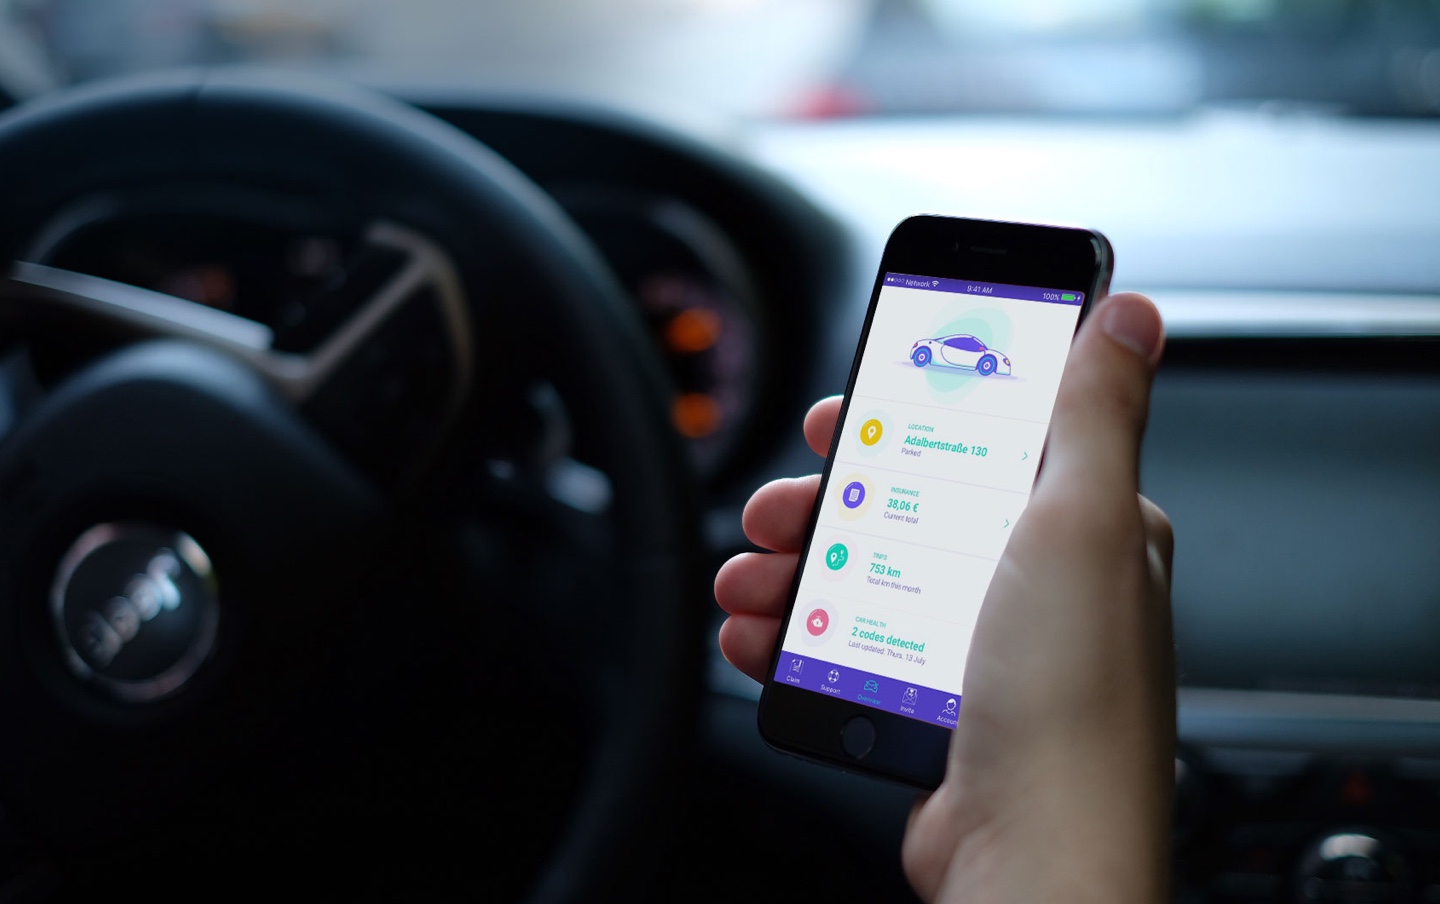 Network 9:41 AM 100%
LOCATION
Adalbertstraße 130
Parked
INSURANCE
38,06 €
Current total
TRIPS
753 km
Total km this month
CAR HEALTH
2 codes detected
Last updated: Thurs, 13 July
Claim Support Overview Invite Account